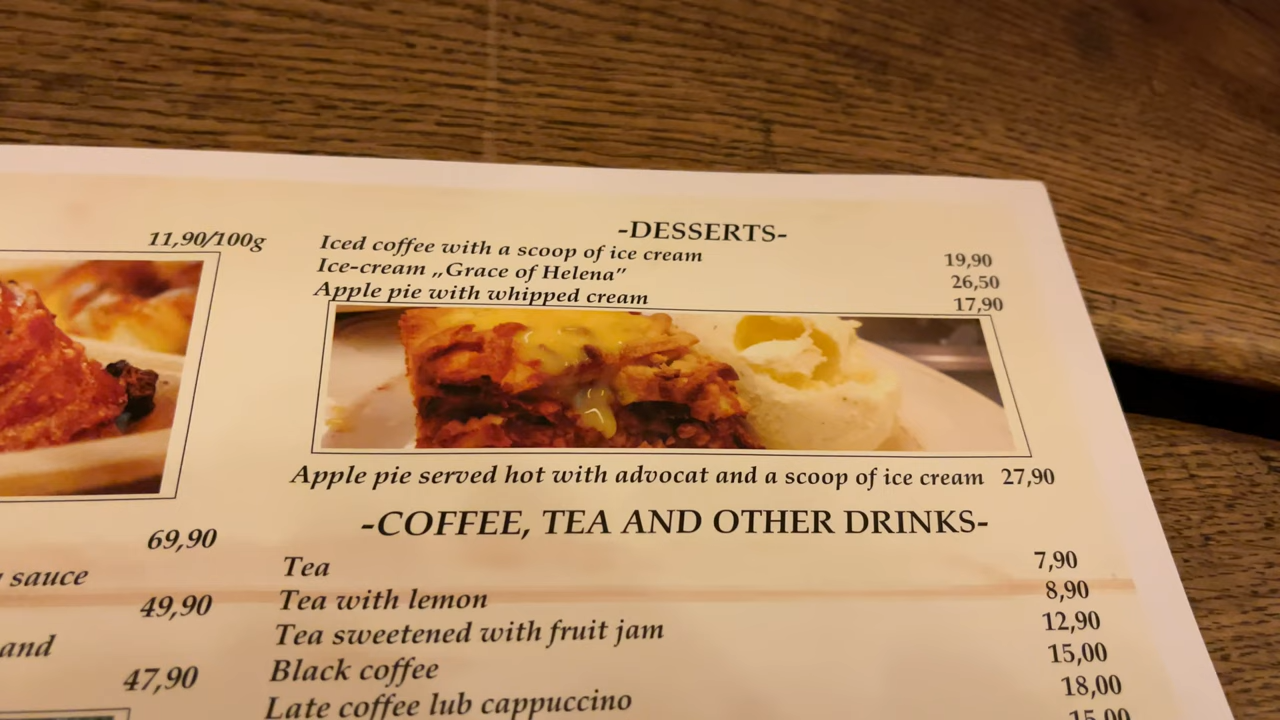 11,90/100g
69,90
sauce
49,90
and
47,90
-DESSERTS-
Iced coffee with a scoop of ice cream 19,90
Ice-cream „Grace of Helena” 26,50
Apple pie with whipped cream 17,90
Apple pie served hot with advocat and a scoop of ice cream 27,90
-COFFEE, TEA AND OTHER DRINKS-
Tea 7,90
Tea with lemon 8,90
Tea sweetened with fruit jam 12,90
Black coffee 15,00
Late coffee lub cappuccino 18,00
15,00